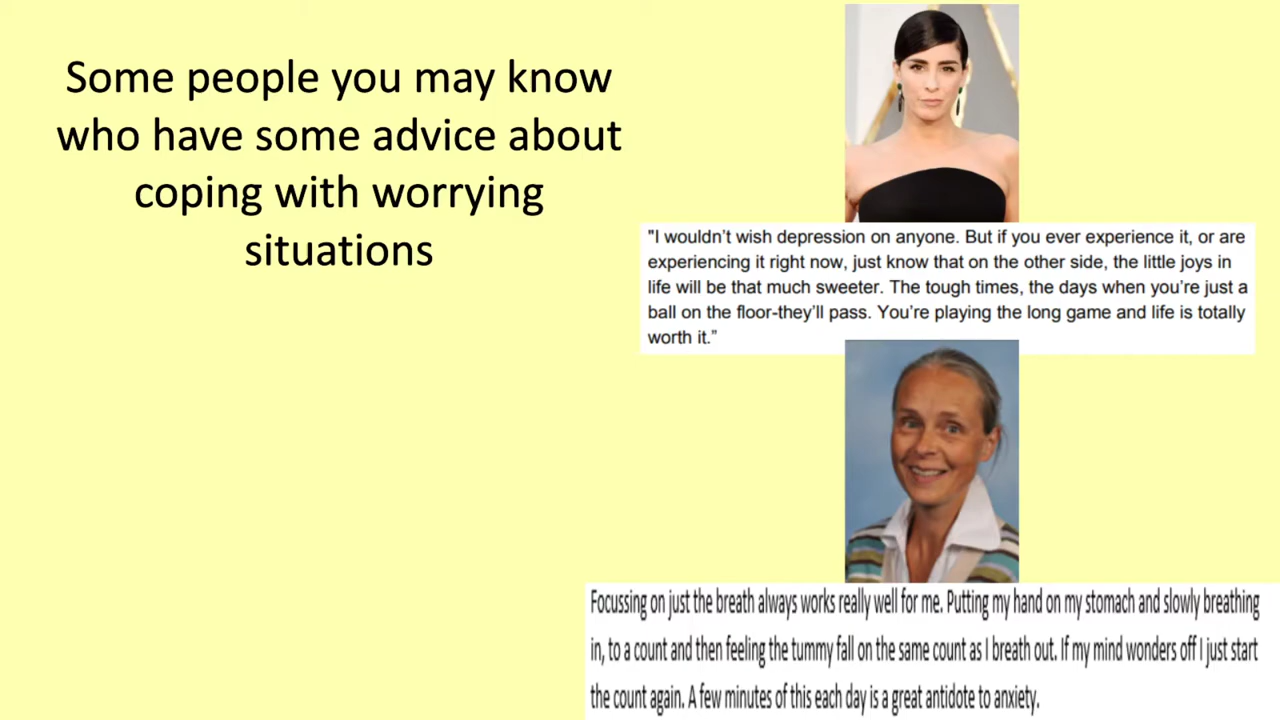 Some people you may know
who have some advice about
coping with worrying
situations
"I wouldn't wish depression on anyone. But if you ever experience it, or are
experiencing it right now, just know that on the other side, the little joys in
life will be that much sweeter. The tough times, the days when you're just a
ball on the floor-they'll pass. You're playing the long game and life is totally
worth it.”
Focussing on just the breath always works really well for me. Putting my hand on my stomach and slowly breathing
in, to a count and then feeling the tummy fall on the same count as I breath out. If my mind wonders off I just start
the count again. A few minutes of this each day is a great antidote to anxiety.